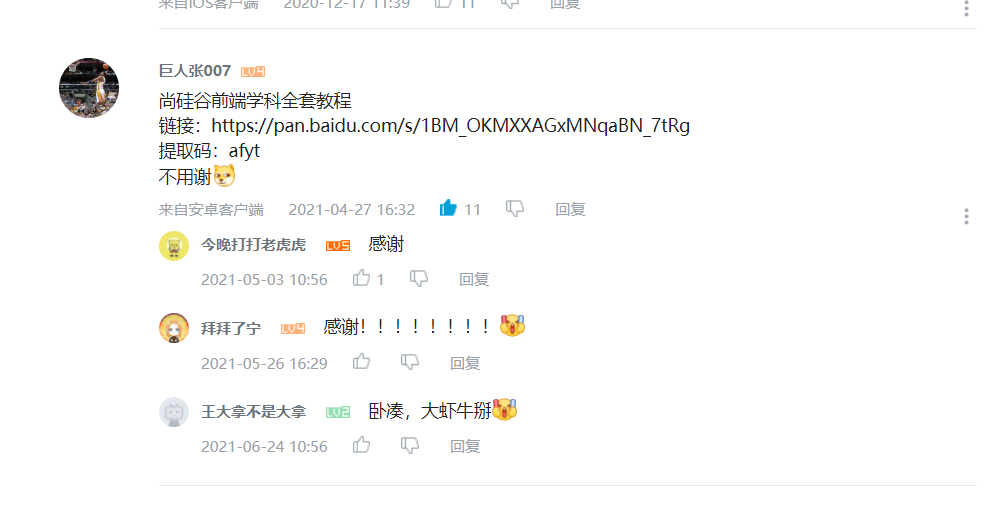 来自iOS客户端 2020-12-17 11:39 11 回复
巨人张007 LV4
尚硅谷前端学科全套教程
链接：https://pan.baidu.com/s/1BM_OKMXXAGxMNqaBN_7tRg
提取码：afyt
不用谢
来自安卓客户端 2021-04-27 16:32 11 回复
今晚打打老虎虎 LV5 感谢
2021-05-03 10:56 1 回复
拜拜了宁 LV4 感谢！！！！！！！！
2021-05-26 16:29 回复
王大拿不是大拿 LV2 卧凑，大虾牛掰
2021-06-24 10:56 回复